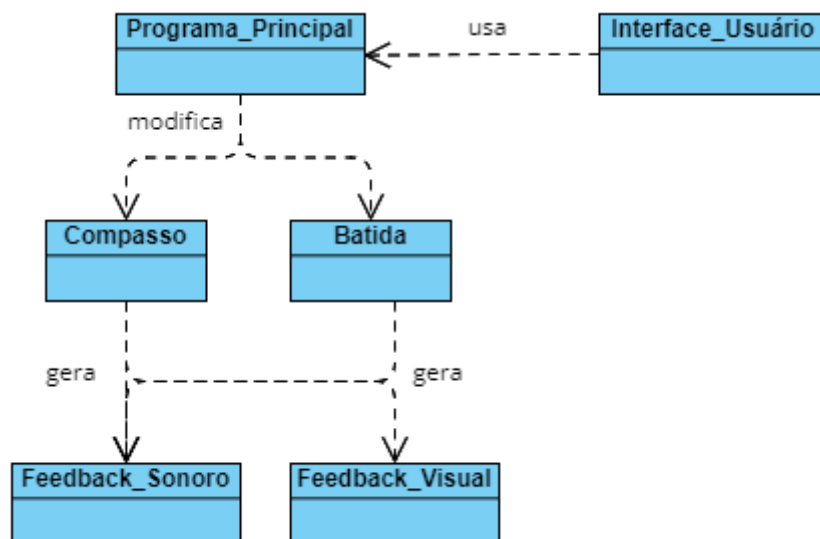 Programa_Principal
usa
Interface_Usuário
modifica
Compasso
Batida
gera
gera
Feedback_Sonoro
Feedback_Visual